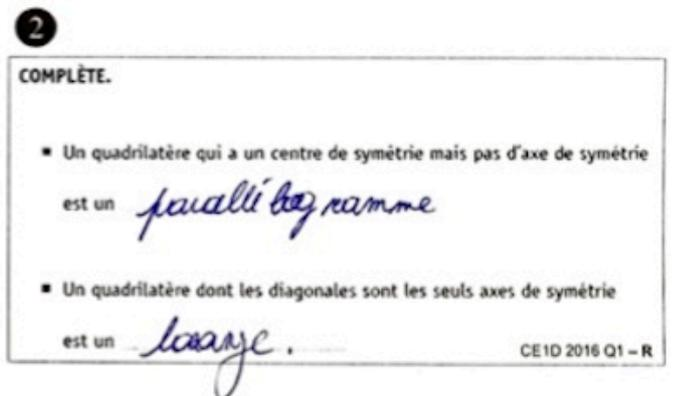 2
COMPLÈTE.
▪ Un quadrilatère qui a un centre de symétrie mais pas d'axe de symétrie
est un parallélogramme
▪ Un quadrilatère dont les diagonales sont les seuls axes de symétrie
est un losange.
CE1D 2016 Q1 – R